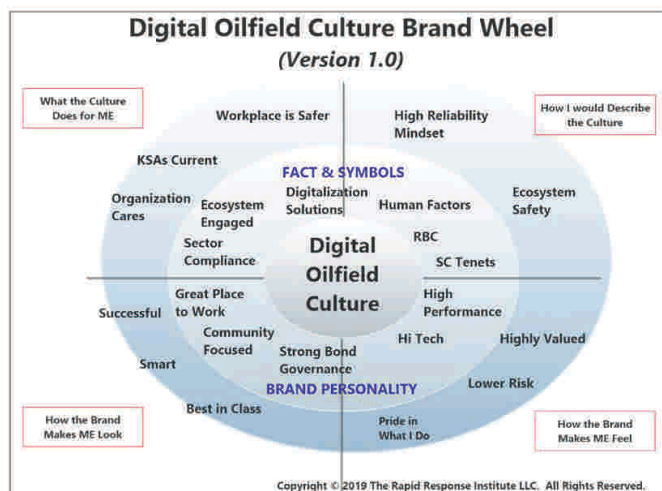 Digital Oilfield Culture Brand Wheel
(Version 1.0)
What the Culture
Does for ME
How I would Describe
the Culture
Workplace is Safer
High Reliability
Mindset
KSAs Current
FACT & SYMBOLS
Organization
Cares
Ecosystem
Engaged
Digitalization
Solutions
Human Factors
Ecosystem
Safety
Sector
Compliance
RBC
SC Tenets
Digital
Oilfield
Culture
Great Place
to Work
High
Performance
Successful
Community
Focused
Hi Tech
Highly Valued
Smart
Strong Bond
Governance
Lower Risk
BRAND PERSONALITY
Best in Class
Pride in
What I Do
How the Brand
Makes ME Look
How the Brand
Makes ME Feel
Copyright © 2019 The Rapid Response Institute LLC. All Rights Reserved.